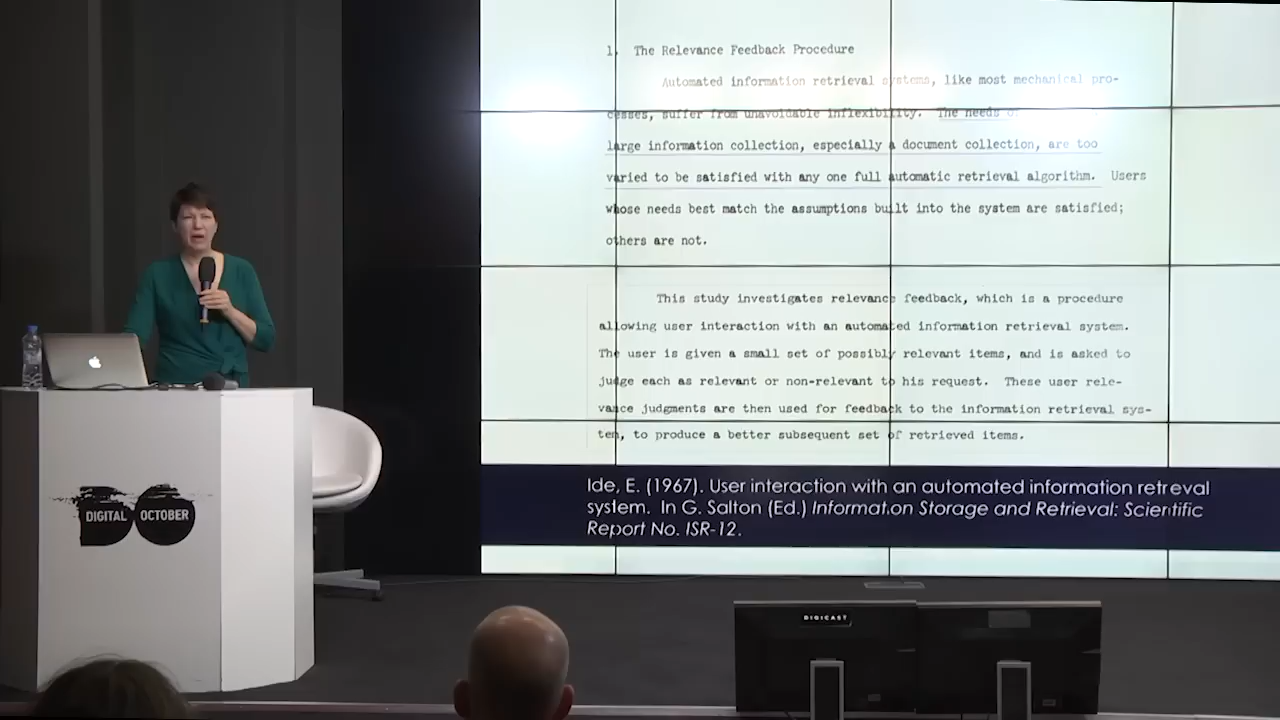 1. The Relevance Feedback Procedure
Automated information retrieval systems, like most mechanical pro-
cesses, suffer from unavoidable inflexibility. The needs
large information collection, especially a document collection, are too
varied to be satisfied with any one full automatic retrieval algorithm. Users
whose needs best match the assumptions built into the system are satisfied;
others are not.
This study investigates relevance feedback, which is a procedure
allowing user interaction with an automated information retrieval system.
The user is given a small set of possibly relevant items, and is asked to
judge each as relevant or non-relevant to his request. These user rele-
vance judgments are then used for feedback to the information retrieval sys-
tem, to produce a better subsequent set of retrieved items.
Ide, E. (1967). User interaction with an automated information retrieval
system. In G. Salton (Ed.) Information Storage and Retrieval: Scientific
Report No. ISR-12.
DIGITAL OCTOBER
DIGICAST